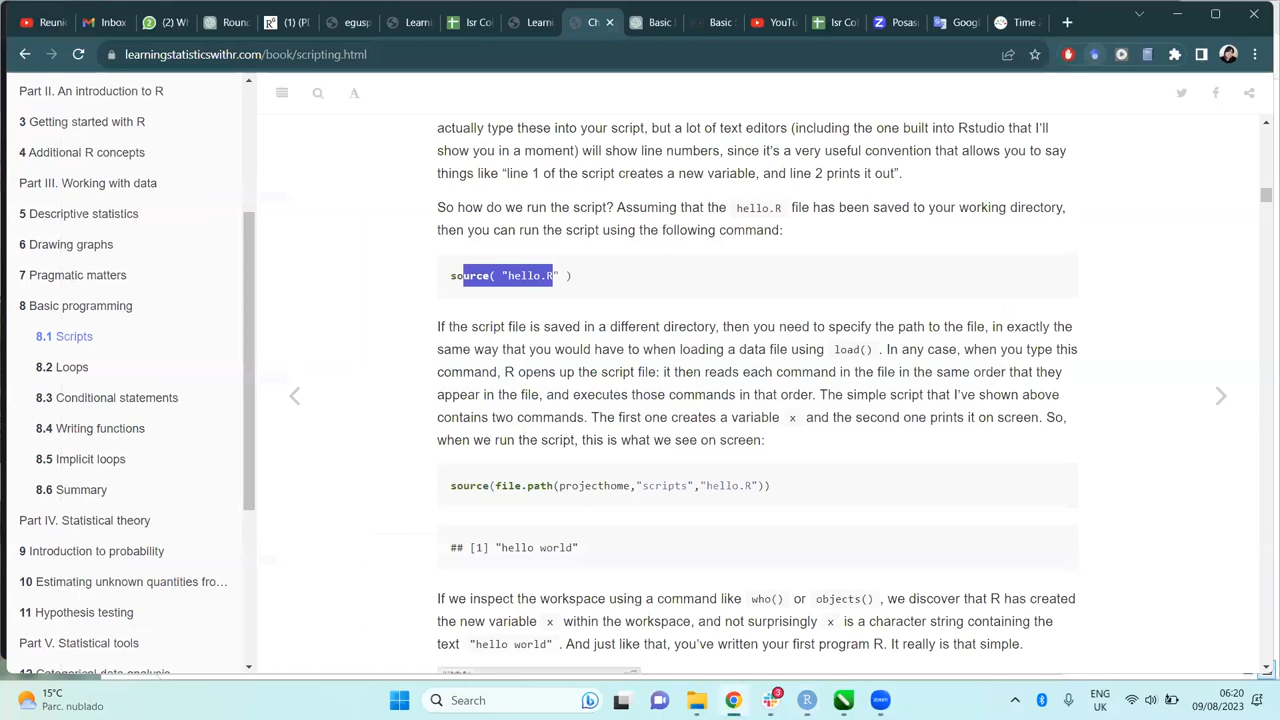 Reunio
Inbox
(2) W
Round
(1) (P
egusp
Learni
Isr Col
Learni
Ch
Basic I
Basic S
YouTu
Isr Col
Posas
Googl
Time Z
learningstatisticswithr.com/book/scripting.html
Part II. An introduction to R
3 Getting started with R
4 Additional R concepts
Part III. Working with data
5 Descriptive statistics
6 Drawing graphs
7 Pragmatic matters
8 Basic programming
8.1 Scripts
8.2 Loops
8.3 Conditional statements
8.4 Writing functions
8.5 Implicit loops
8.6 Summary
Part IV. Statistical theory
9 Introduction to probability
10 Estimating unknown quantities fro…
11 Hypothesis testing
Part V. Statistical tools
12 Categorical data analysis
actually type these into your script, but a lot of text editors (including the one built into Rstudio that I'll
show you in a moment) will show line numbers, since it's a very useful convention that allows you to say
things like “line 1 of the script creates a new variable, and line 2 prints it out”.
So how do we run the script? Assuming that the hello.R file has been saved to your working directory,
then you can run the script using the following command:
source( "hello.R" )
If the script file is saved in a different directory, then you need to specify the path to the file, in exactly the
same way that you would have to when loading a data file using load() . In any case, when you type this
command, R opens up the script file: it then reads each command in the file in the same order that they
appear in the file, and executes those commands in that order. The simple script that I've shown above
contains two commands. The first one creates a variable x and the second one prints it on screen. So,
when we run the script, this is what we see on screen:
source(file.path(projecthome,"scripts","hello.R"))
## [1] "hello world"
If we inspect the workspace using a command like who() or objects() , we discover that R has created
the new variable x within the workspace, and not surprisingly x is a character string containing the
text "hello world" . And just like that, you've written your first program R. It really is that simple.
15°C
Parc. nublado
Search
3
ENG
UK
06:20
09/08/2023